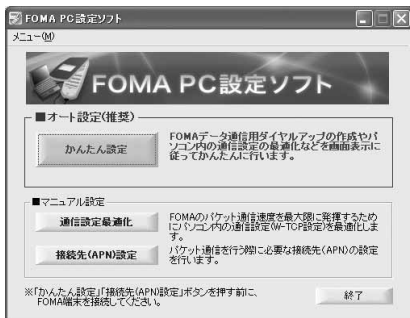 FOMA PC設定ソフト
メニュー(M)
FOMA PC設定ソフト
■オート設定(推奨)
かんたん設定
FOMAデータ通信用ダイヤルアップの作成やパ
ソコン内の通信設定の最適化などを画面表示に
従ってかんたんに行います。
■マニュアル設定
通信設定最適化
FOMAのパケット通信速度を最大限に発揮するため
にパソコン内の通信設定(W-TCP設定)を最適化しま
す。
接続先(APN)設定
パケット通信を行う際に必要な接続先(APN)の設定
を行います。
※「かんたん設定」「接続先(APN)設定」ボタンを押す前に、
FOMA端末を接続してください。
終了